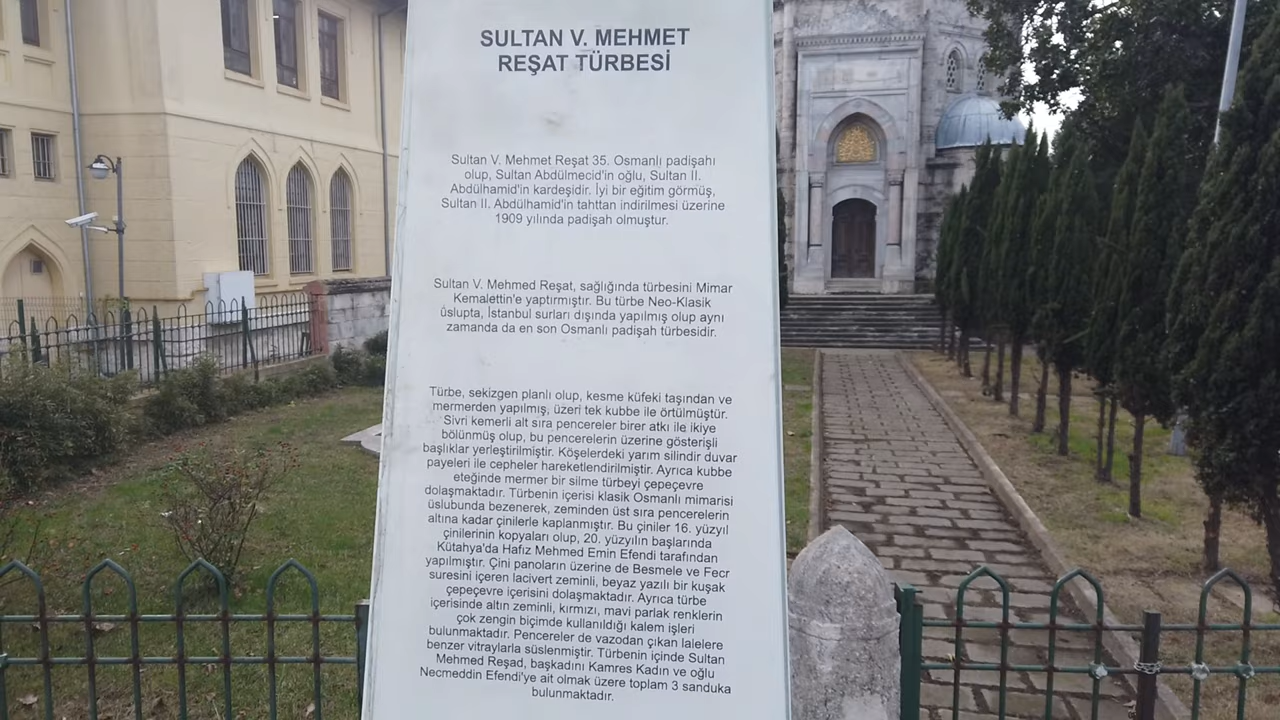 SULTAN V. MEHMET
REŞAT TÜRBESİ
Sultan V. Mehmet Reşat 35. Osmanlı padişahı
olup, Sultan Abdülmecid'in oğlu, Sultan II.
Abdülhamid'in kardeşidir. İyi bir eğitim görmüş,
Sultan II. Abdülhamid'in tahttan indirilmesi üzerine
1909 yılında padişah olmuştur.
Sultan V. Mehmed Reşat, sağlığında türbesini Mimar
Kemalettin'e yaptırmıştır. Bu türbe Neo-Klasik
üslupta, İstanbul surları dışında yapılmış olup aynı
zamanda da en son Osmanlı padişah türbesidir.
Türbe, sekizgen planlı olup, kesme küfeki taşından ve
mermerden yapılmış, üzeri tek kubbe ile örtülmüştür.
Sivri kemerli alt sıra pencereler birer atkı ile ikiye
bölünmüş olup, bu pencerelerin üzerine gösterişli
başlıklar yerleştirilmiştir. Köşelerdeki yarım silindir duvar
payeleri ile cepheler hareketlendirilmiştir. Ayrıca kubbe
eteğinde mermer bir silme türbeyi çepeçevre
dolaşmaktadır. Türbenin içerisi klasik Osmanlı mimarisi
üslubunda bezenerek, zeminden üst sıra pencerelerin
altına kadar çinilerle kaplanmıştır. Bu çiniler 16. yüzyıl
çinilerinin kopyaları olup, 20. yüzyılın başlarında
Kütahya'da Hafız Mehmed Emin Efendi tarafından
yapılmıştır. Çini panoların üzerine de Besmele ve Fecr
suresini içeren lacivert zeminli, beyaz yazılı bir kuşak
çepeçevre içerisini dolaşmaktadır. Ayrıca türbe
içerisinde altın zeminli, kırmızı, mavi parlak renklerin
çok zengin biçimde kullanıldığı kalem işleri
bulunmaktadır. Pencereler de vazodan çıkan lalelere
benzer vitraylarla süslenmiştir. Türbenin içinde Sultan
Mehmed Reşad, başkadını Kamres Kadın ve oğlu
Necmeddin Efendi'ye ait olmak üzere toplam 3 sanduka
bulunmaktadır.